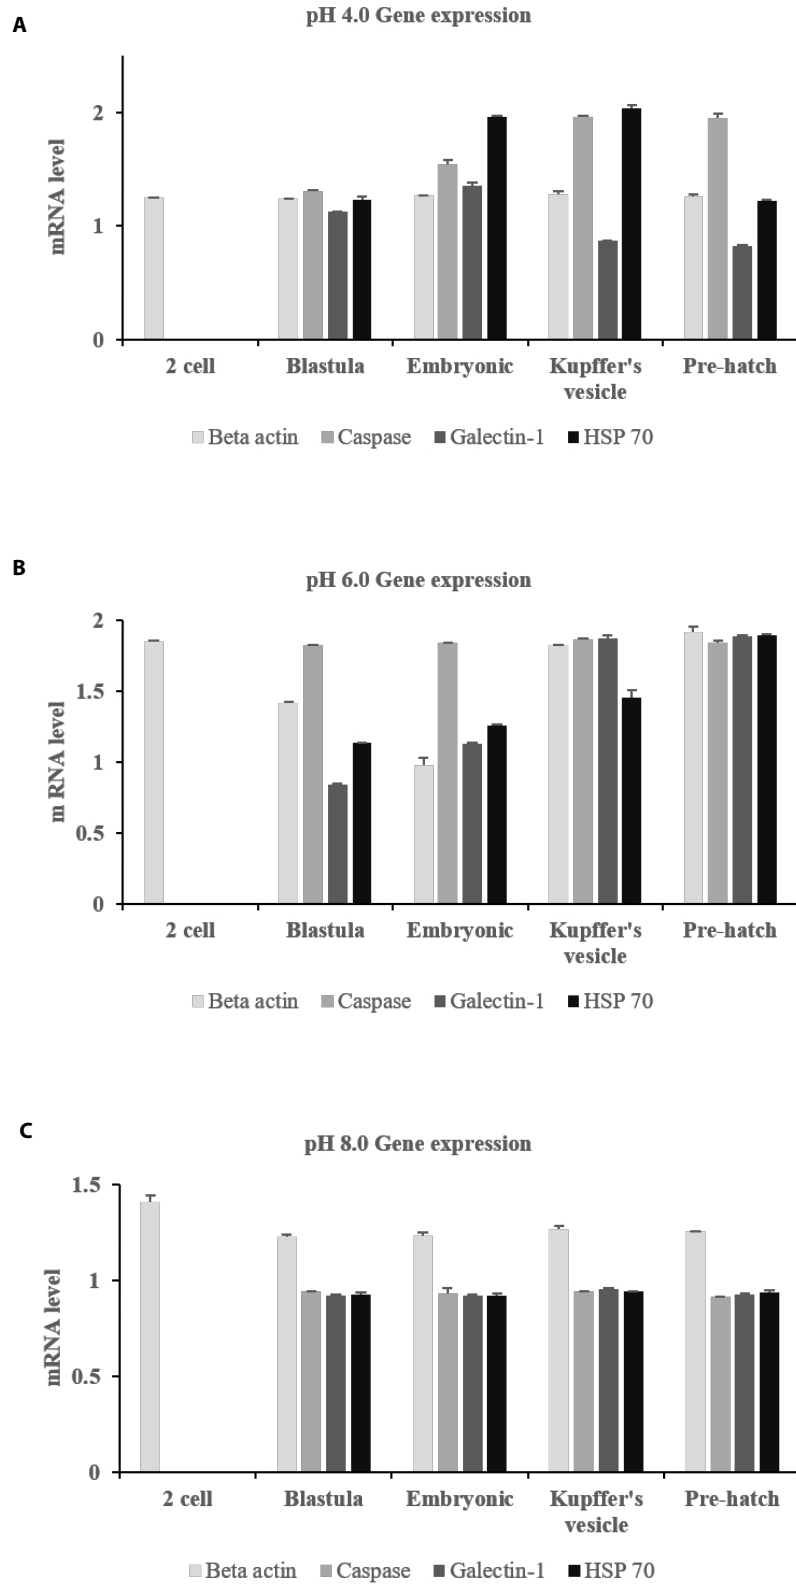 A
pH 4.0 Gene expression
mRNA level
2
1
0
2 cell Blastula Embryonic Kupffer's vesicle Pre-hatch
Beta actin Caspase Galectin-1 HSP 70
B
pH 6.0 Gene expression
m RNA level
2
1.5
1
0.5
0
2 cell Blastula Embryonic Kupffer's vesicle Pre-hatch
Beta actin Caspase Galectin-1 HSP 70
C
pH 8.0 Gene expression
mRNA level
1.5
1
0.5
0
2 cell Blastula Embryonic Kupffer's vesicle Pre-hatch
Beta actin Caspase Galectin-1 HSP 70